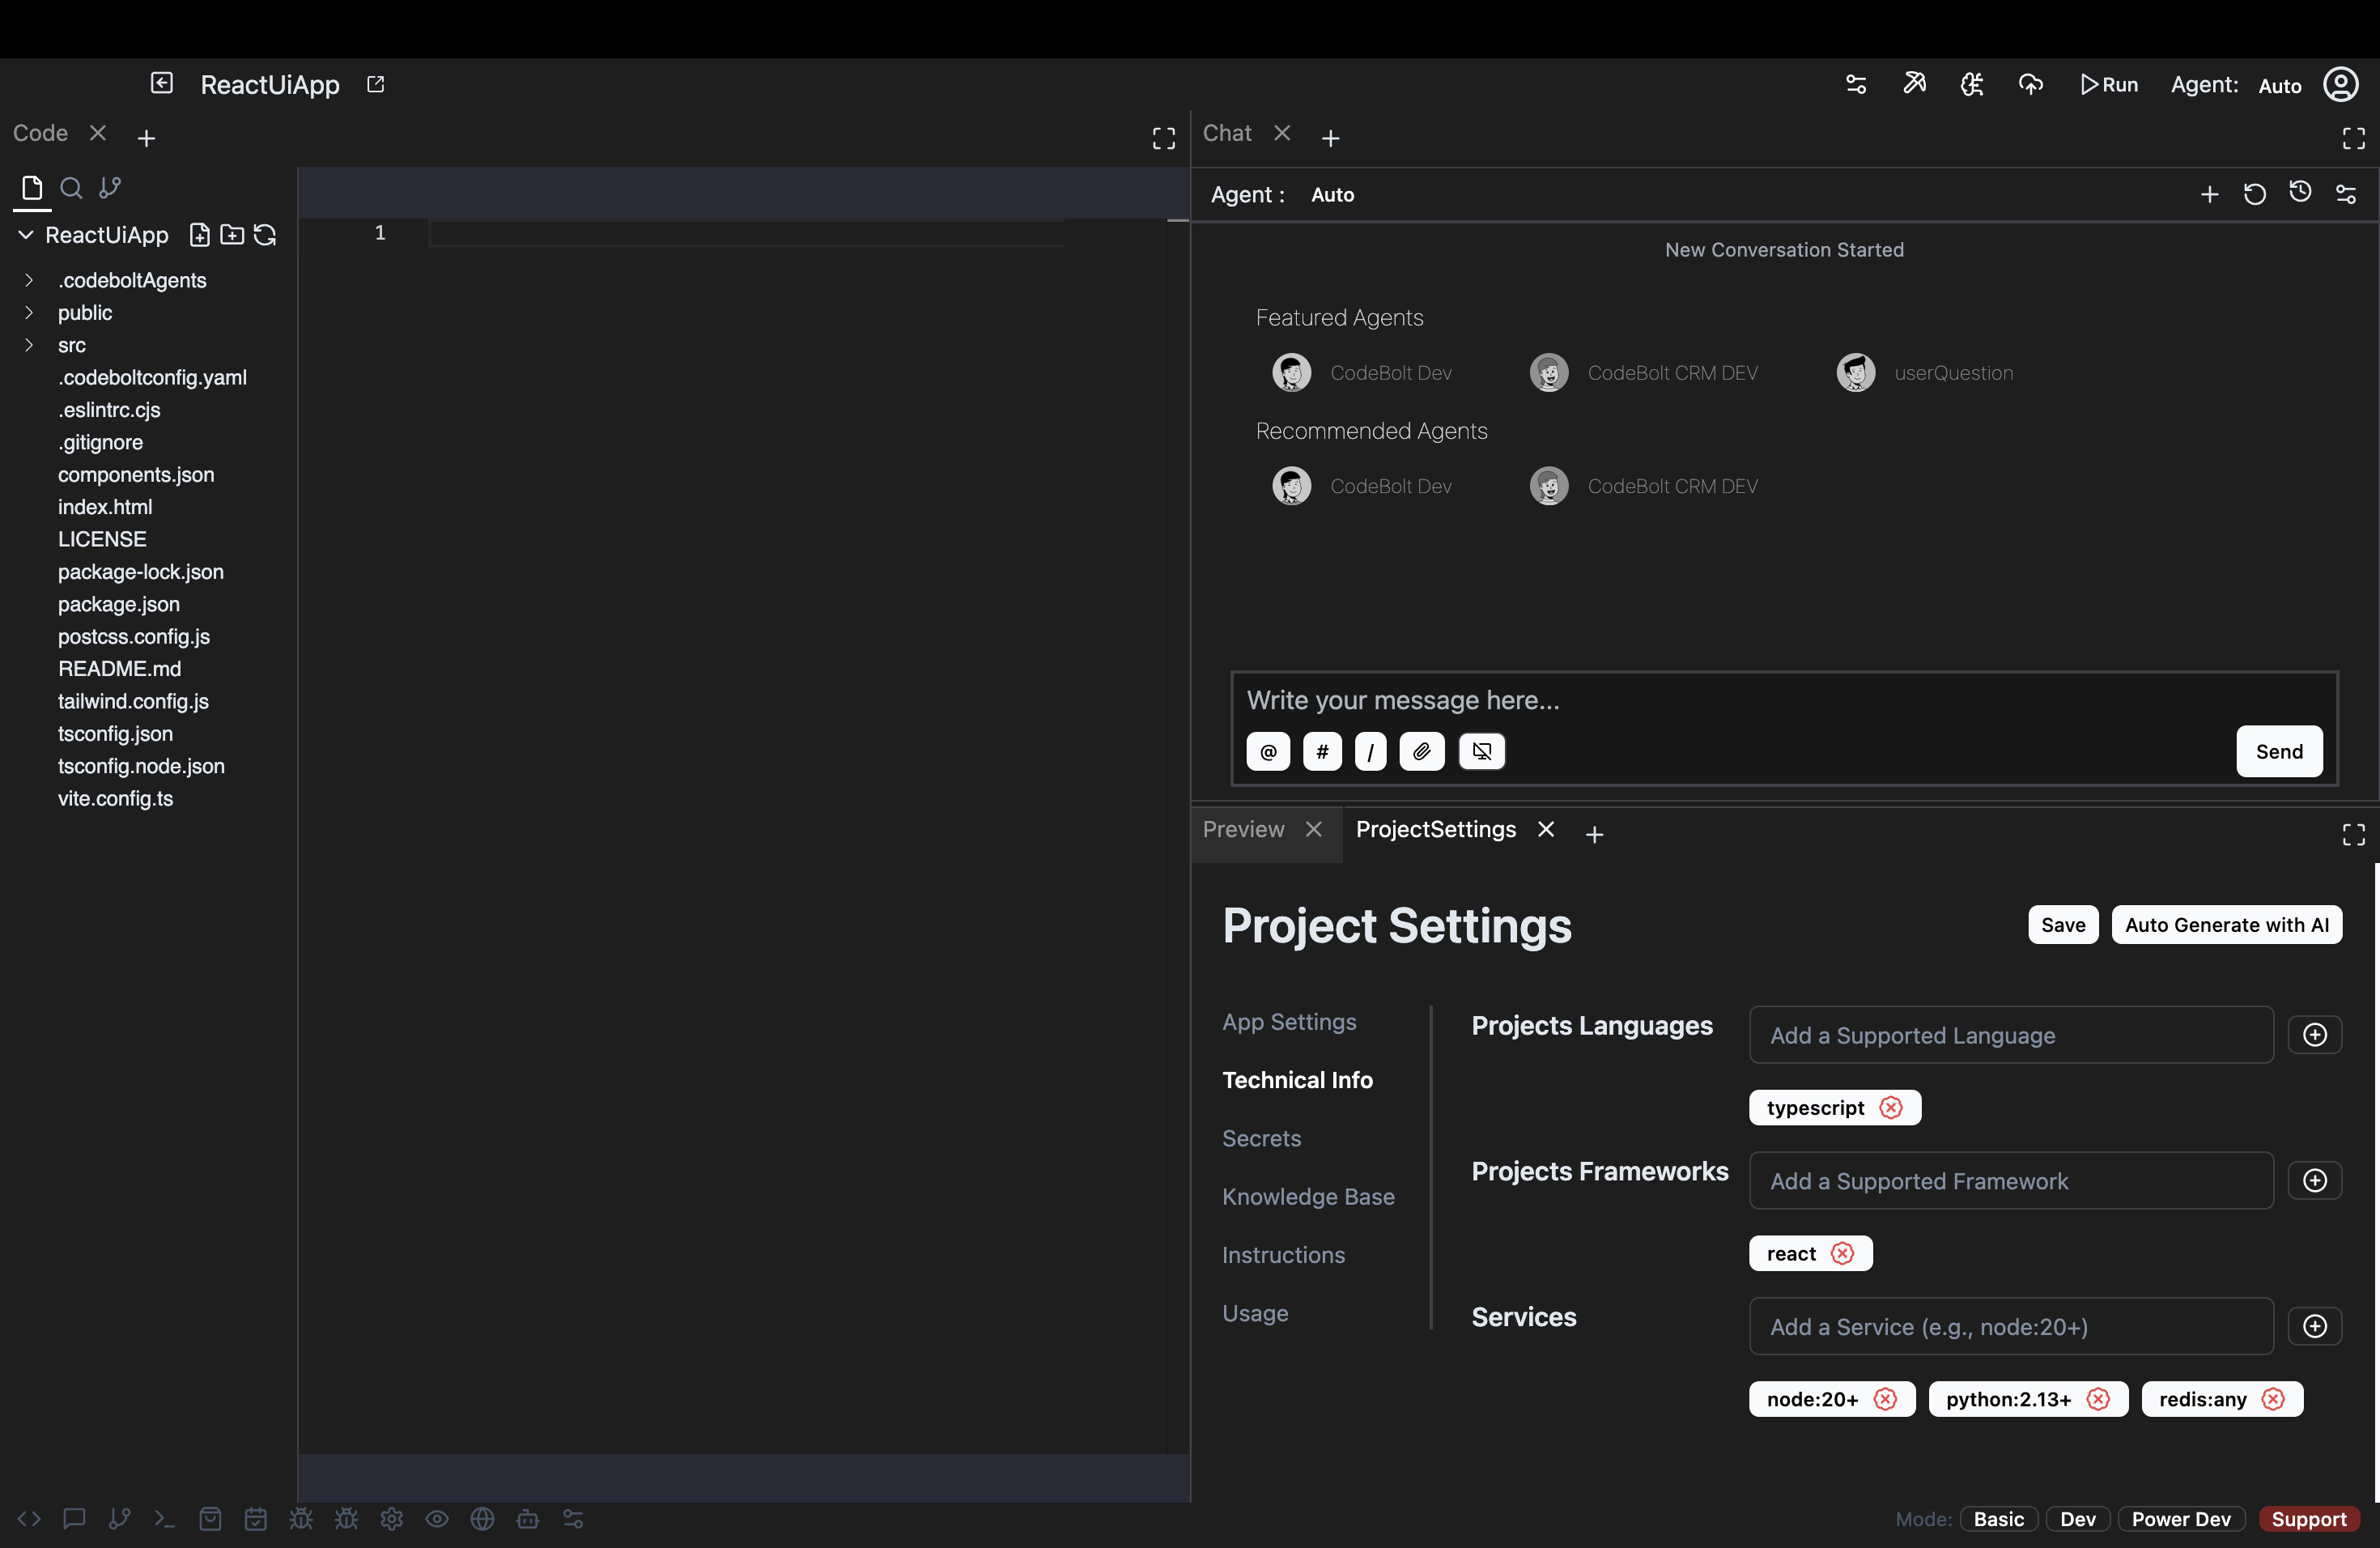 ReactUiApp
Run
Agent: Auto
Code
ReactUiApp
.codeboltAgents
public
src
.codeboltconfig.yaml
.eslintrc.cjs
.gitignore
components.json
index.html
LICENSE
package-lock.json
package.json
postcss.config.js
README.md
tailwind.config.js
tsconfig.json
tsconfig.node.json
vite.config.ts
1
Chat
Agent : Auto
New Conversation Started
Featured Agents
CodeBolt Dev CodeBolt CRM DEV userQuestion
Recommended Agents
CodeBolt Dev CodeBolt CRM DEV
Write your message here...
@ # /
Send
Preview ProjectSettings
Project Settings
Save Auto Generate with AI
App Settings
Technical Info
Secrets
Knowledge Base
Instructions
Usage
Projects Languages
Add a Supported Language
typescript
Projects Frameworks
Add a Supported Framework
react
Services
Add a Service (e.g., node:20+)
node:20+ python:2.13+ redis:any
Mode: Basic Dev Power Dev Support